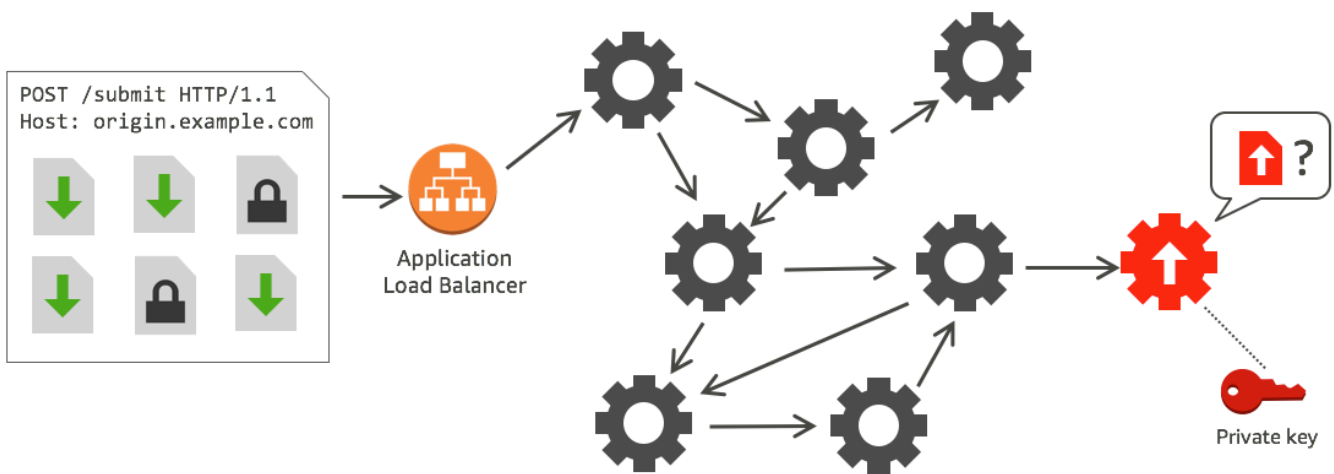 POST /submit HTTP/1.1
Host: origin.example.com
Application
Load Balancer
?
Private key